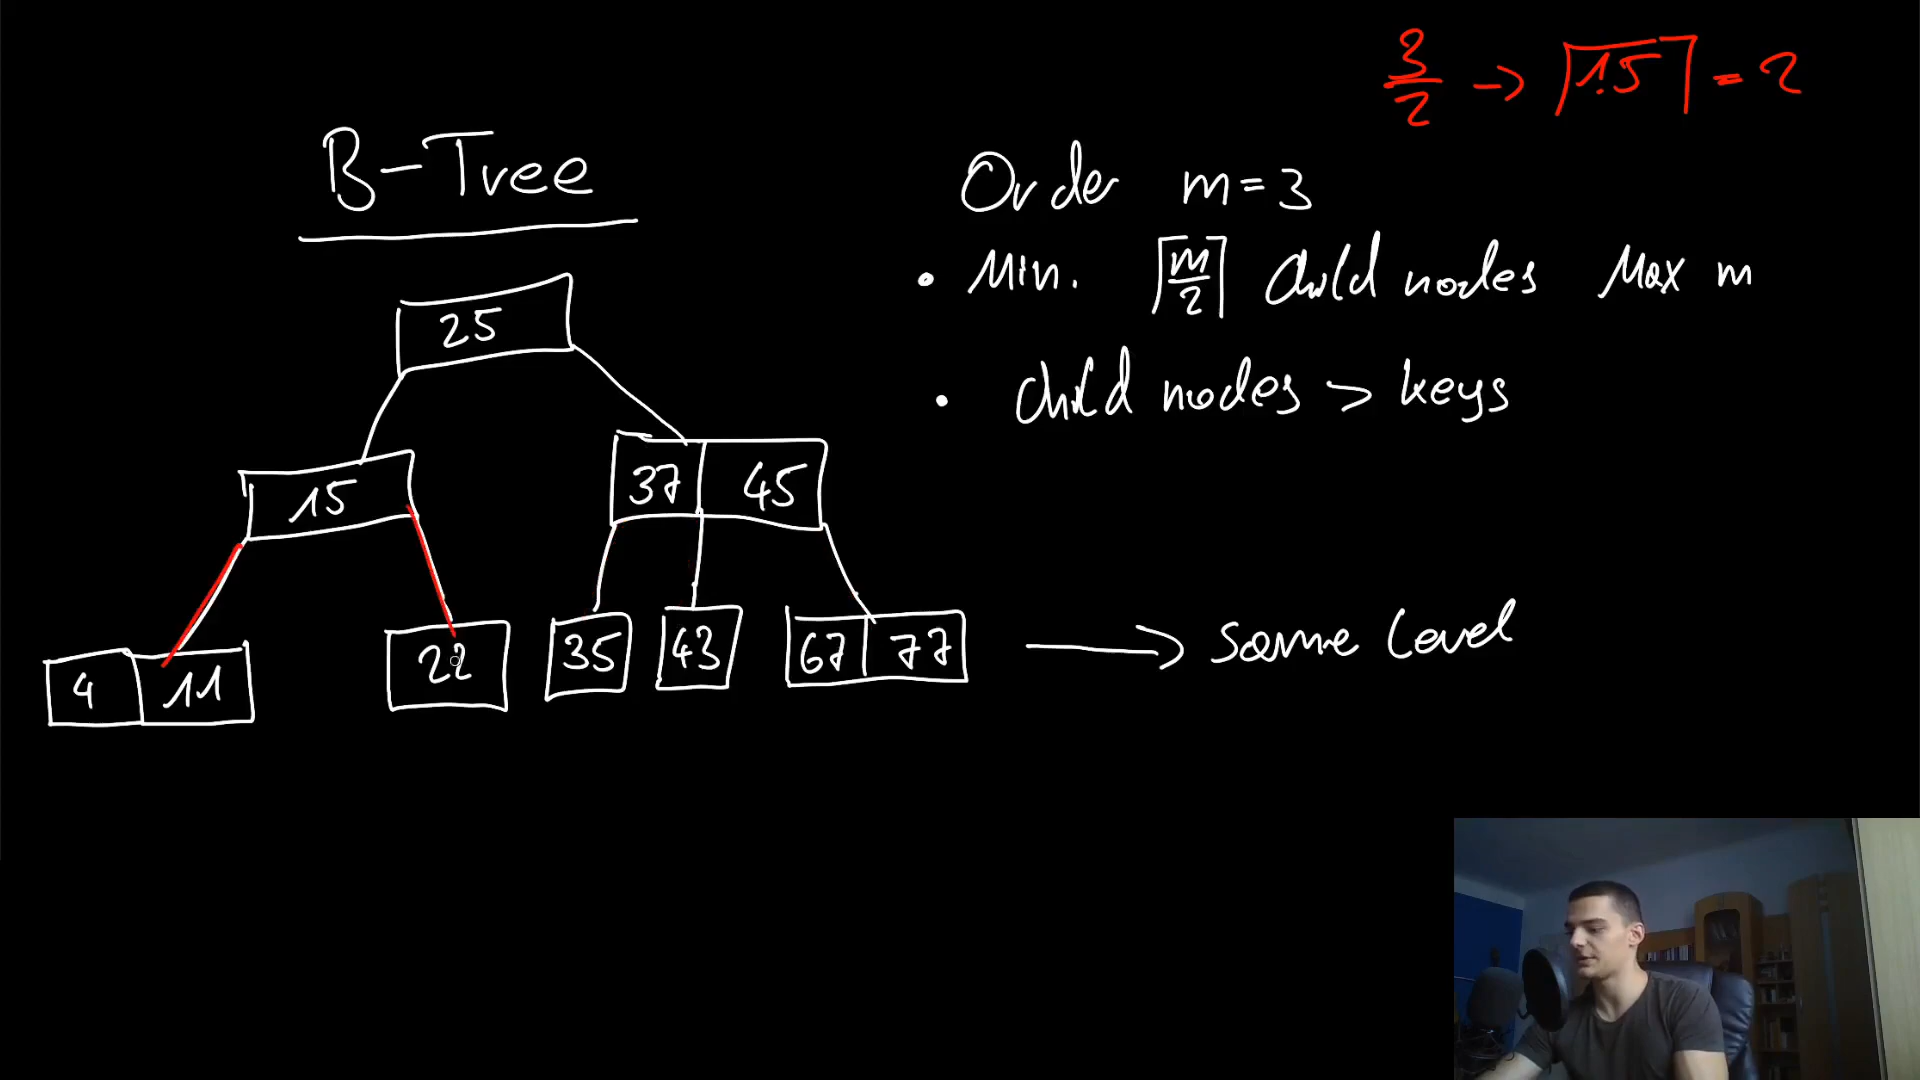 3/2 -> ⌈1.5⌉ = 2
B-Tree
Order m=3
• Min. ⌈m/2⌉ Child nodes Max m
• Child nodes > keys
25
15
37 45
4 11
22
35
43
67 77
Same Level